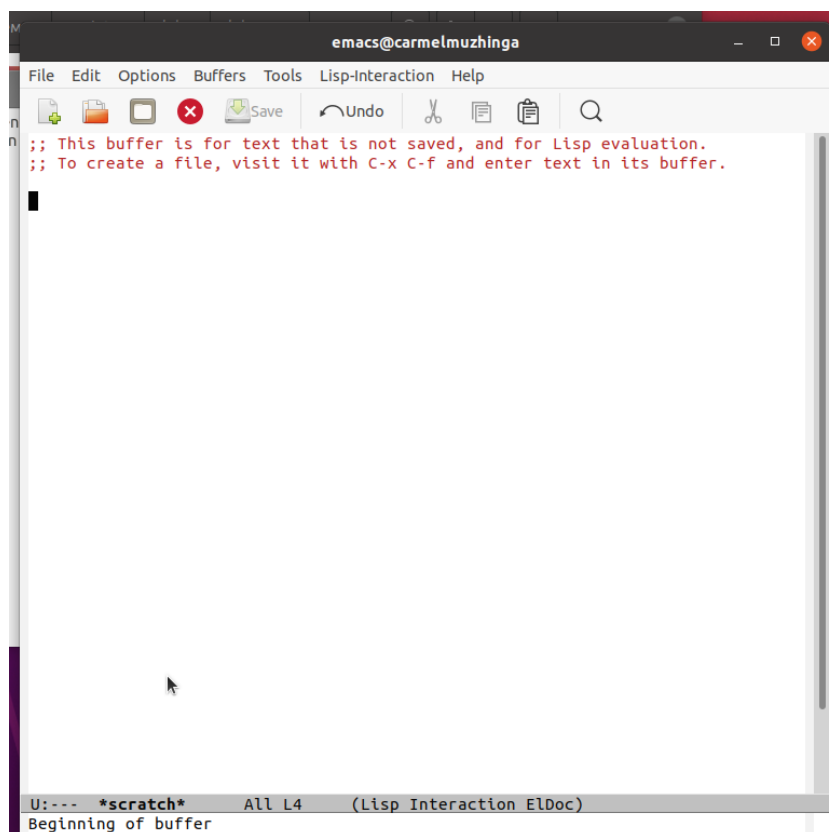 emacs@carmelmuzhinga
File Edit Options Buffers Tools Lisp-Interaction Help
Save Undo
;; This buffer is for text that is not saved, and for Lisp evaluation.
;; To create a file, visit it with C-x C-f and enter text in its buffer.
U:--- *scratch* All L4 (Lisp Interaction ElDoc)
Beginning of buffer